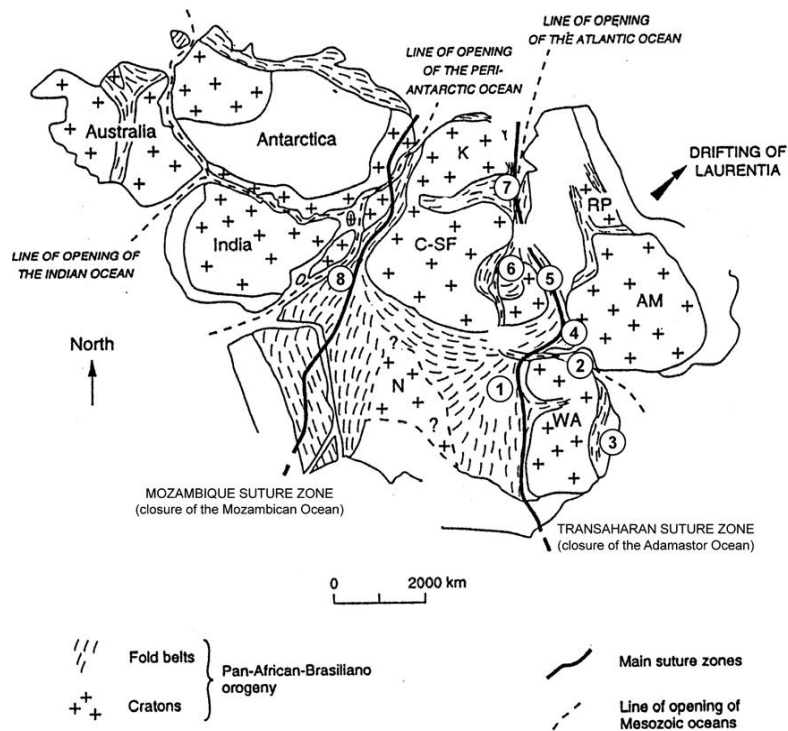 LINE OF OPENING
OF THE ATLANTIC OCEAN
LINE OF OPENING
OF THE PERI-
ANTARCTIC OCEAN
Australia
Antarctica
K
DRIFTING OF
LAURENTIA
7
RP
India
C-SF
LINE OF OPENING OF
THE INDIAN OCEAN
8
6
5
AM
North
?
4
N
1
2
?
WA
3
MOZAMBIQUE SUTURE ZONE
(closure of the Mozambican Ocean)
TRANSAHARAN SUTURE ZONE
(closure of the Adamastor Ocean)
0
2000 km
Fold belts
Cratons
Pan-African-Brasiliano
orogeny
Main suture zones
Line of opening of
Mesozoic oceans